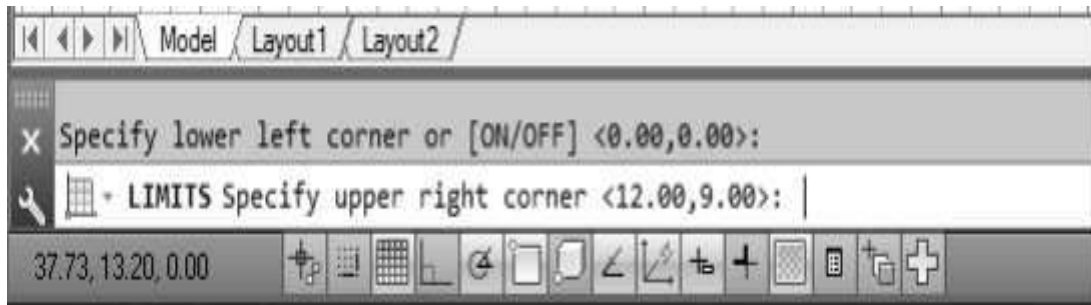 Model Layout1 Layout2
Specify lower left corner or [ON/OFF] <0.00,0.00>:
LIMITS Specify upper right corner <12.00,9.00>:
37.73, 13.20, 0.00